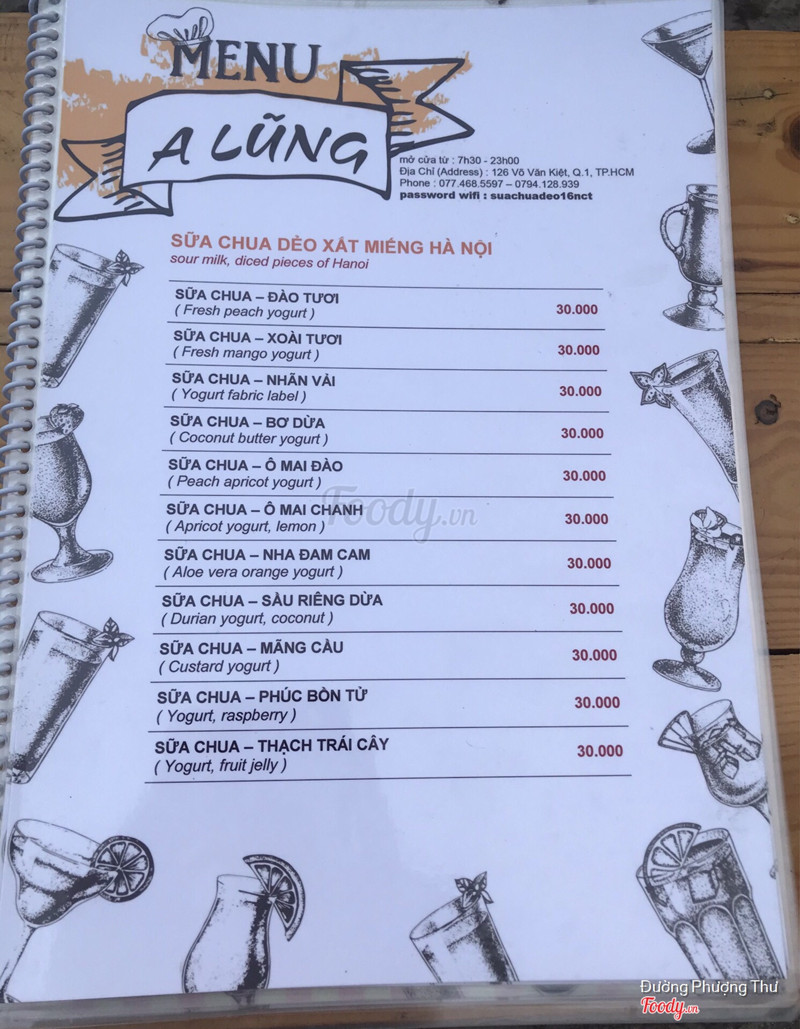 MENU
A LŨNG
mở cửa từ : 7h30 - 23h00
Địa Chỉ (Address) : 126 Võ Văn Kiệt, Q.1, TP.HCM
Phone : 077.468.5597 – 0794.128.939
password wifi : suachuadeo16nct
SỮA CHUA DẺO XẮT MIẾNG HÀ NỘI
sour milk, diced pieces of Hanoi
SỮA CHUA – ĐÀO TƯƠI 30.000
( Fresh peach yogurt )
SỮA CHUA – XOÀI TƯƠI 30.000
( Fresh mango yogurt )
SỮA CHUA – NHÃN VẢI 30.000
( Yogurt fabric label )
SỮA CHUA – BƠ DỪA 30.000
( Coconut butter yogurt )
SỮA CHUA – Ô MAI ĐÀO 30.000
( Peach apricot yogurt )
SỮA CHUA – Ô MAI CHANH 30.000
( Apricot yogurt, lemon )
SỮA CHUA – NHA ĐAM CAM 30.000
( Aloe vera orange yogurt )
SỮA CHUA – SẦU RIÊNG DỪA 30.000
( Durian yogurt, coconut )
SỮA CHUA – MÃNG CẦU 30.000
( Custard yogurt )
SỮA CHUA – PHÚC BỒN TỬ 30.000
( Yogurt, raspberry )
SỮA CHUA – THẠCH TRÁI CÂY 30.000
( Yogurt, fruit jelly )
Foody.vn
Đường Phượng Thư
Foody.vn